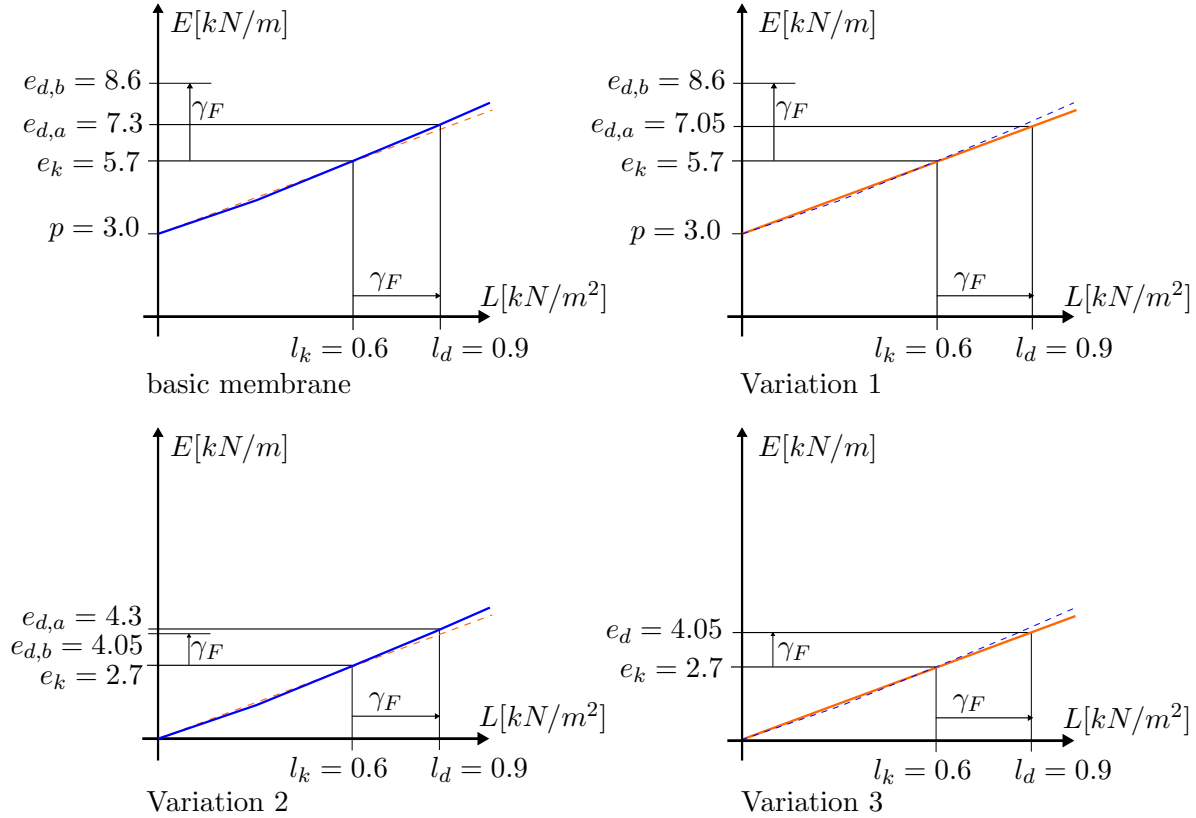 E[kN/m]
e_{d,b} = 8.6
γ_F
e_{d,a} = 7.3
e_k = 5.7
p = 3.0
γ_F
L[kN/m²]
l_k = 0.6
l_d = 0.9
basic membrane
E[kN/m]
e_{d,b} = 8.6
γ_F
e_{d,a} = 7.05
e_k = 5.7
p = 3.0
γ_F
L[kN/m²]
l_k = 0.6
l_d = 0.9
Variation 1
E[kN/m]
e_{d,a} = 4.3
e_{d,b} = 4.05
γ_F
e_k = 2.7
γ_F
L[kN/m²]
l_k = 0.6
l_d = 0.9
Variation 2
E[kN/m]
e_d = 4.05
γ_F
e_k = 2.7
γ_F
L[kN/m²]
l_k = 0.6
l_d = 0.9
Variation 3